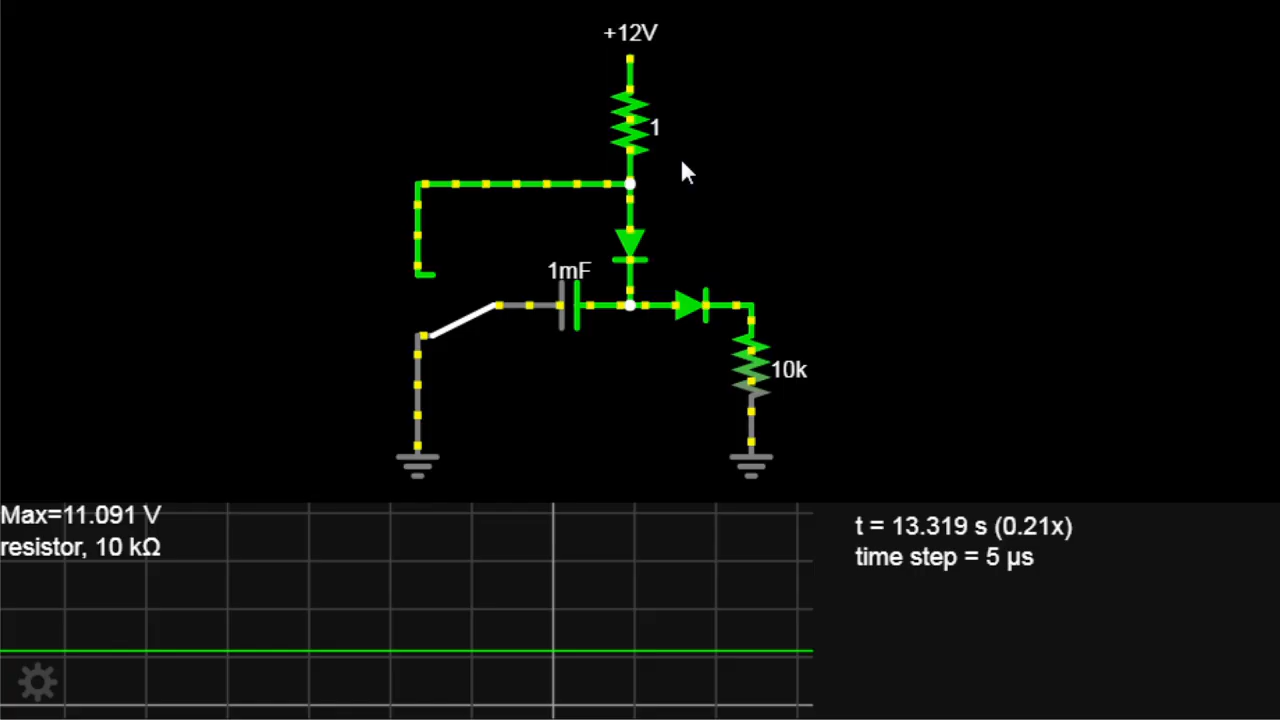 +12V
1
1mF
10k
Max=11.091 V
resistor, 10 kΩ
t = 13.319 s (0.21x)
time step = 5 µs